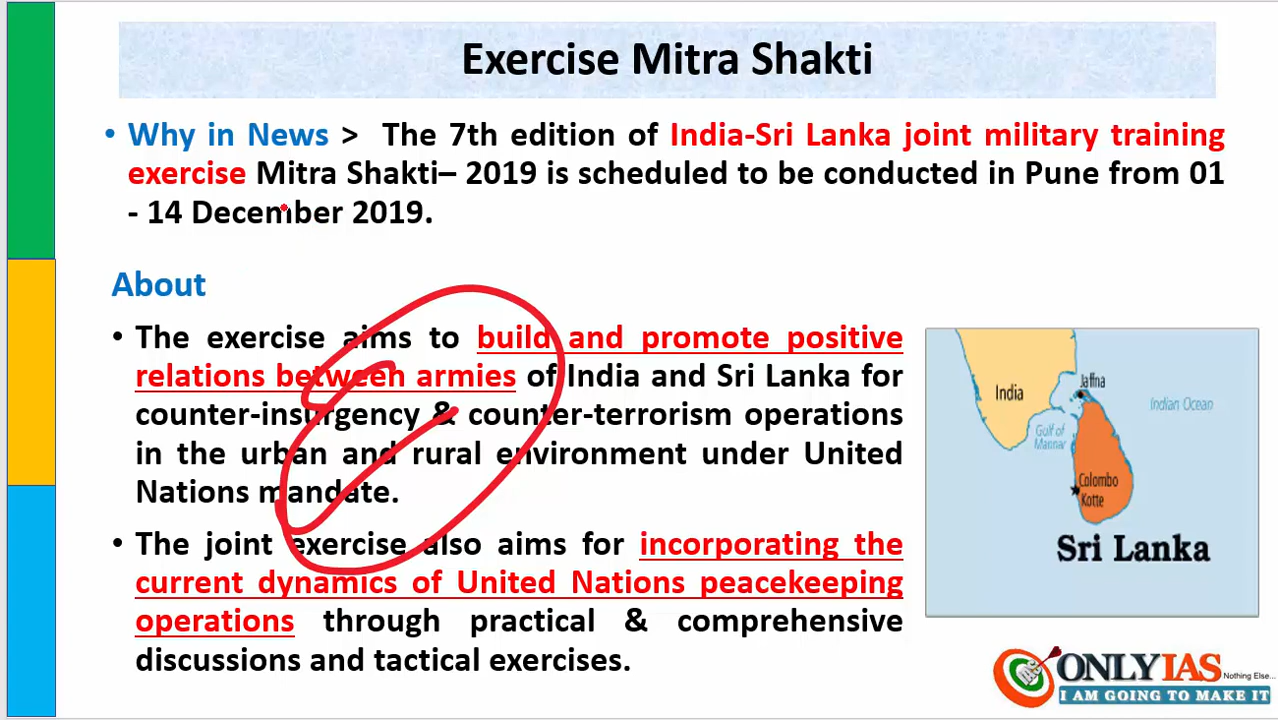 Exercise Mitra Shakti
• Why in News > The 7th edition of India-Sri Lanka joint military training
exercise Mitra Shakti– 2019 is scheduled to be conducted in Pune from 01
- 14 December 2019.
About
• The exercise aims to build and promote positive
relations between armies of India and Sri Lanka for
counter-insurgency & counter-terrorism operations
in the urban and rural environment under United
Nations mandate.
• The joint exercise also aims for incorporating the
current dynamics of United Nations peacekeeping
operations through practical & comprehensive
discussions and tactical exercises.
India
Jaffna
Indian Ocean
Gulf of
Mannar
Colombo
Kotte
Sri Lanka
ONLYIAS
Nothing Else...
I AM GOING TO MAKE IT